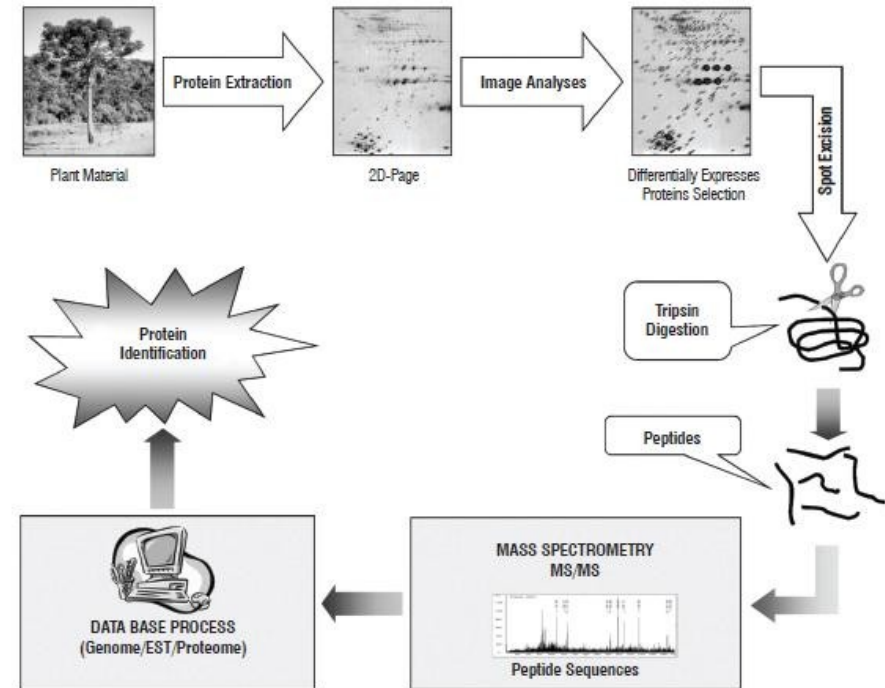 Protein Extraction
Image Analyses
Plant Material
2D-Page
Differentially Expresses
Proteins Selection
Spot Excision
Tripsin
Digestion
Peptides
MASS SPECTROMETRY
MS/MS
Peptide Sequences
DATA BASE PROCESS
(Genome/EST/Proteome)
Protein
Identification